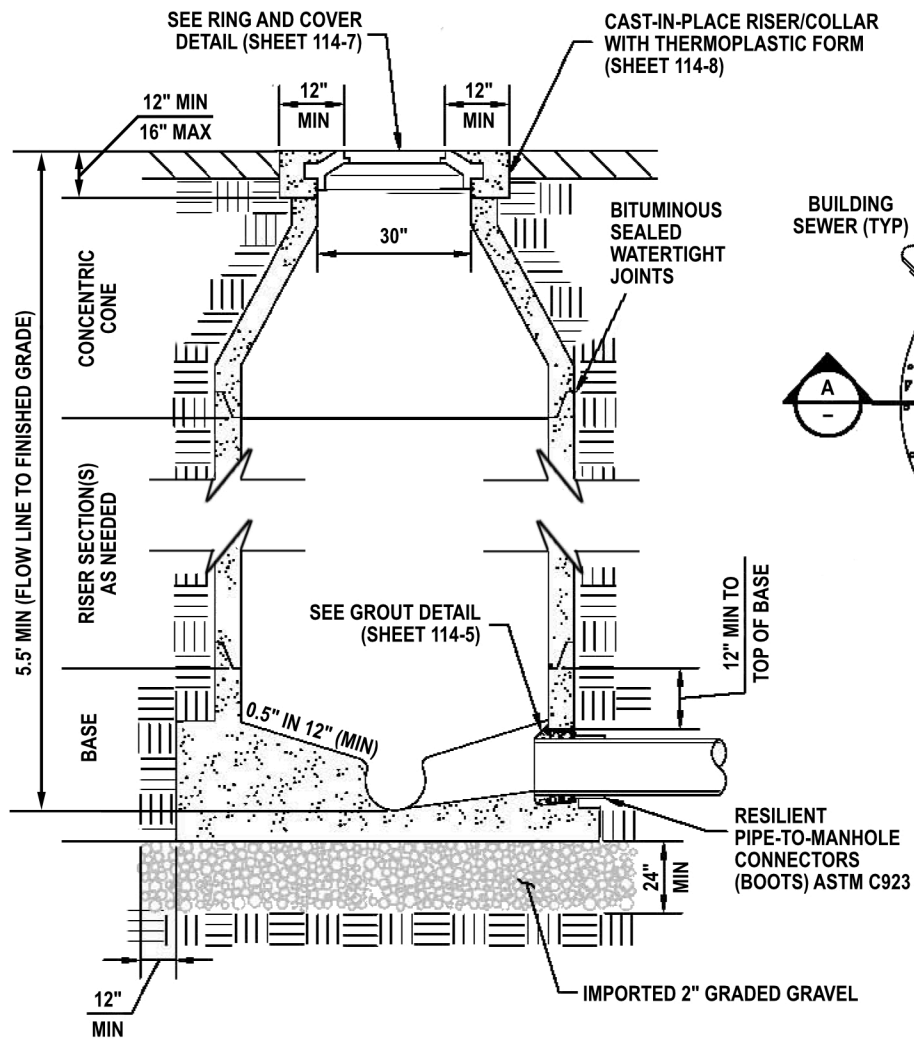 SEE RING AND COVER
DETAIL (SHEET 114-7)
CAST-IN-PLACE RISER/COLLAR
WITH THERMOPLASTIC FORM
(SHEET 114-8)
12" MIN
16" MAX
12"
MIN
12"
MIN
30"
BITUMINOUS
SEALED
WATERTIGHT
JOINTS
BUILDING
SEWER (TYP)
A
–
5.5' MIN (FLOW LINE TO FINISHED GRADE)
CONCENTRIC
CONE
RISER SECTION(S)
AS NEEDED
BASE
SEE GROUT DETAIL
(SHEET 114-5)
0.5" IN 12" (MIN)
12" MIN TO
TOP OF BASE
RESILIENT
PIPE-TO-MANHOLE
CONNECTORS
(BOOTS) ASTM C923
24"
MIN
12"
MIN
IMPORTED 2" GRADED GRAVEL